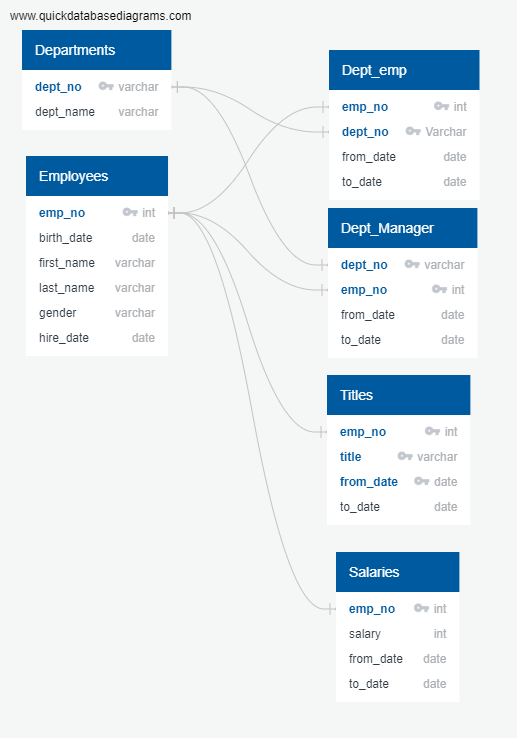 www.quickdatabasediagrams.com
Departments
dept_no varchar
dept_name varchar
Employees
emp_no int
birth_date date
first_name varchar
last_name varchar
gender varchar
hire_date date
Dept_emp
emp_no int
dept_no Varchar
from_date date
to_date date
Dept_Manager
dept_no varchar
emp_no int
from_date date
to_date date
Titles
emp_no int
title varchar
from_date date
to_date date
Salaries
emp_no int
salary int
from_date date
to_date date